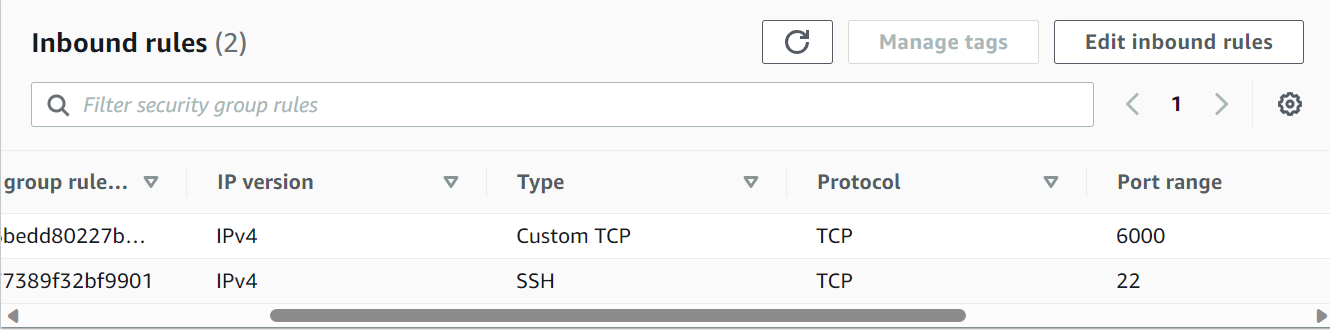 Inbound rules (2)
Manage tags
Edit inbound rules
Filter security group rules
1
group rule... IP version Type Protocol Port range
bedd80227b... IPv4 Custom TCP TCP 6000
7389f32bf9901 IPv4 SSH TCP 22